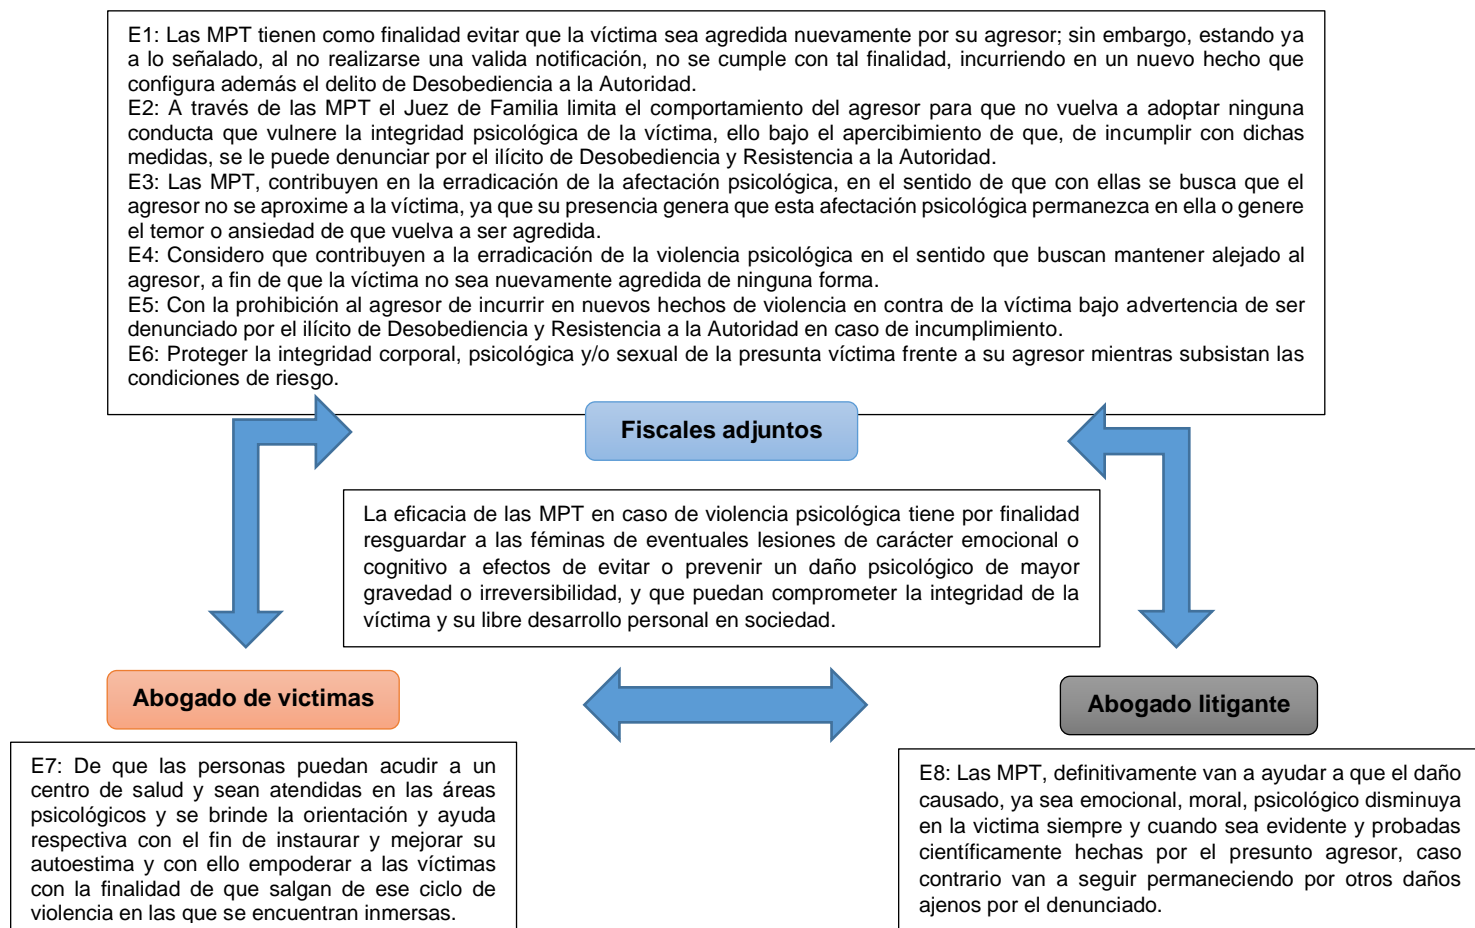 E1: Las MPT tienen como finalidad evitar que la víctima sea agredida nuevamente por su agresor; sin embargo, estando ya
a lo señalado, al no realizarse una valida notificación, no se cumple con tal finalidad, incurriendo en un nuevo hecho que
configura además el delito de Desobediencia a la Autoridad.
E2: A través de las MPT el Juez de Familia limita el comportamiento del agresor para que no vuelva a adoptar ninguna
conducta que vulnere la integridad psicológica de la víctima, ello bajo el apercibimiento de que, de incumplir con dichas
medidas, se le puede denunciar por el ilícito de Desobediencia y Resistencia a la Autoridad.
E3: Las MPT, contribuyen en la erradicación de la afectación psicológica, en el sentido de que con ellas se busca que el
agresor no se aproxime a la víctima, ya que su presencia genera que esta afectación psicológica permanezca en ella o genere
el temor o ansiedad de que vuelva a ser agredida.
E4: Considero que contribuyen a la erradicación de la violencia psicológica en el sentido que buscan mantener alejado al
agresor, a fin de que la víctima no sea nuevamente agredida de ninguna forma.
E5: Con la prohibición al agresor de incurrir en nuevos hechos de violencia en contra de la víctima bajo advertencia de ser
denunciado por el ilícito de Desobediencia y Resistencia a la Autoridad en caso de incumplimiento.
E6: Proteger la integridad corporal, psicológica y/o sexual de la presunta víctima frente a su agresor mientras subsistan las
condiciones de riesgo.
Fiscales adjuntos
La eficacia de las MPT en caso de violencia psicológica tiene por finalidad
resguardar a las féminas de eventuales lesiones de carácter emocional o
cognitivo a efectos de evitar o prevenir un daño psicológico de mayor
gravedad o irreversibilidad, y que puedan comprometer la integridad de la
víctima y su libre desarrollo personal en sociedad.
Abogado de victimas
Abogado litigante
E7: De que las personas puedan acudir a un
centro de salud y sean atendidas en las áreas
psicológicos y se brinde la orientación y ayuda
respectiva con el fin de instaurar y mejorar su
autoestima y con ello empoderar a las víctimas
con la finalidad de que salgan de ese ciclo de
violencia en las que se encuentran inmersas.
E8: Las MPT, definitivamente van a ayudar a que el daño
causado, ya sea emocional, moral, psicológico disminuya
en la victima siempre y cuando sea evidente y probadas
científicamente hechas por el presunto agresor, caso
contrario van a seguir permaneciendo por otros daños
ajenos por el denunciado.